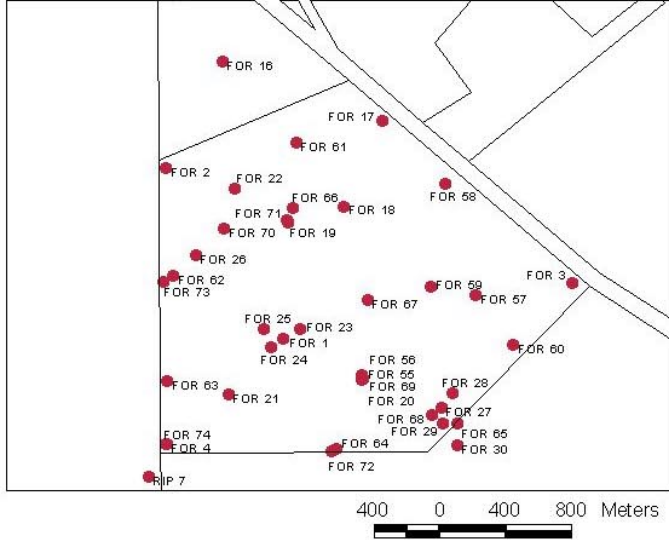 FOR 16
FOR 17
FOR 61
FOR 2
FOR 22
FOR 58
FOR 66
FOR 18
FOR 71
FOR 19
FOR 70
FOR 26
FOR 62
FOR 73
FOR 3
FOR 59
FOR 57
FOR 67
FOR 25
FOR 23
FOR 1
FOR 24
FOR 60
FOR 56
FOR 55
FOR 69
FOR 20
FOR 63
FOR 21
FOR 28
FOR 27
FOR 68
FOR 29
FOR 65
FOR 30
FOR 74
FOR 4
FOR 64
FOR 72
RIP 7
400 0 400 800 Meters